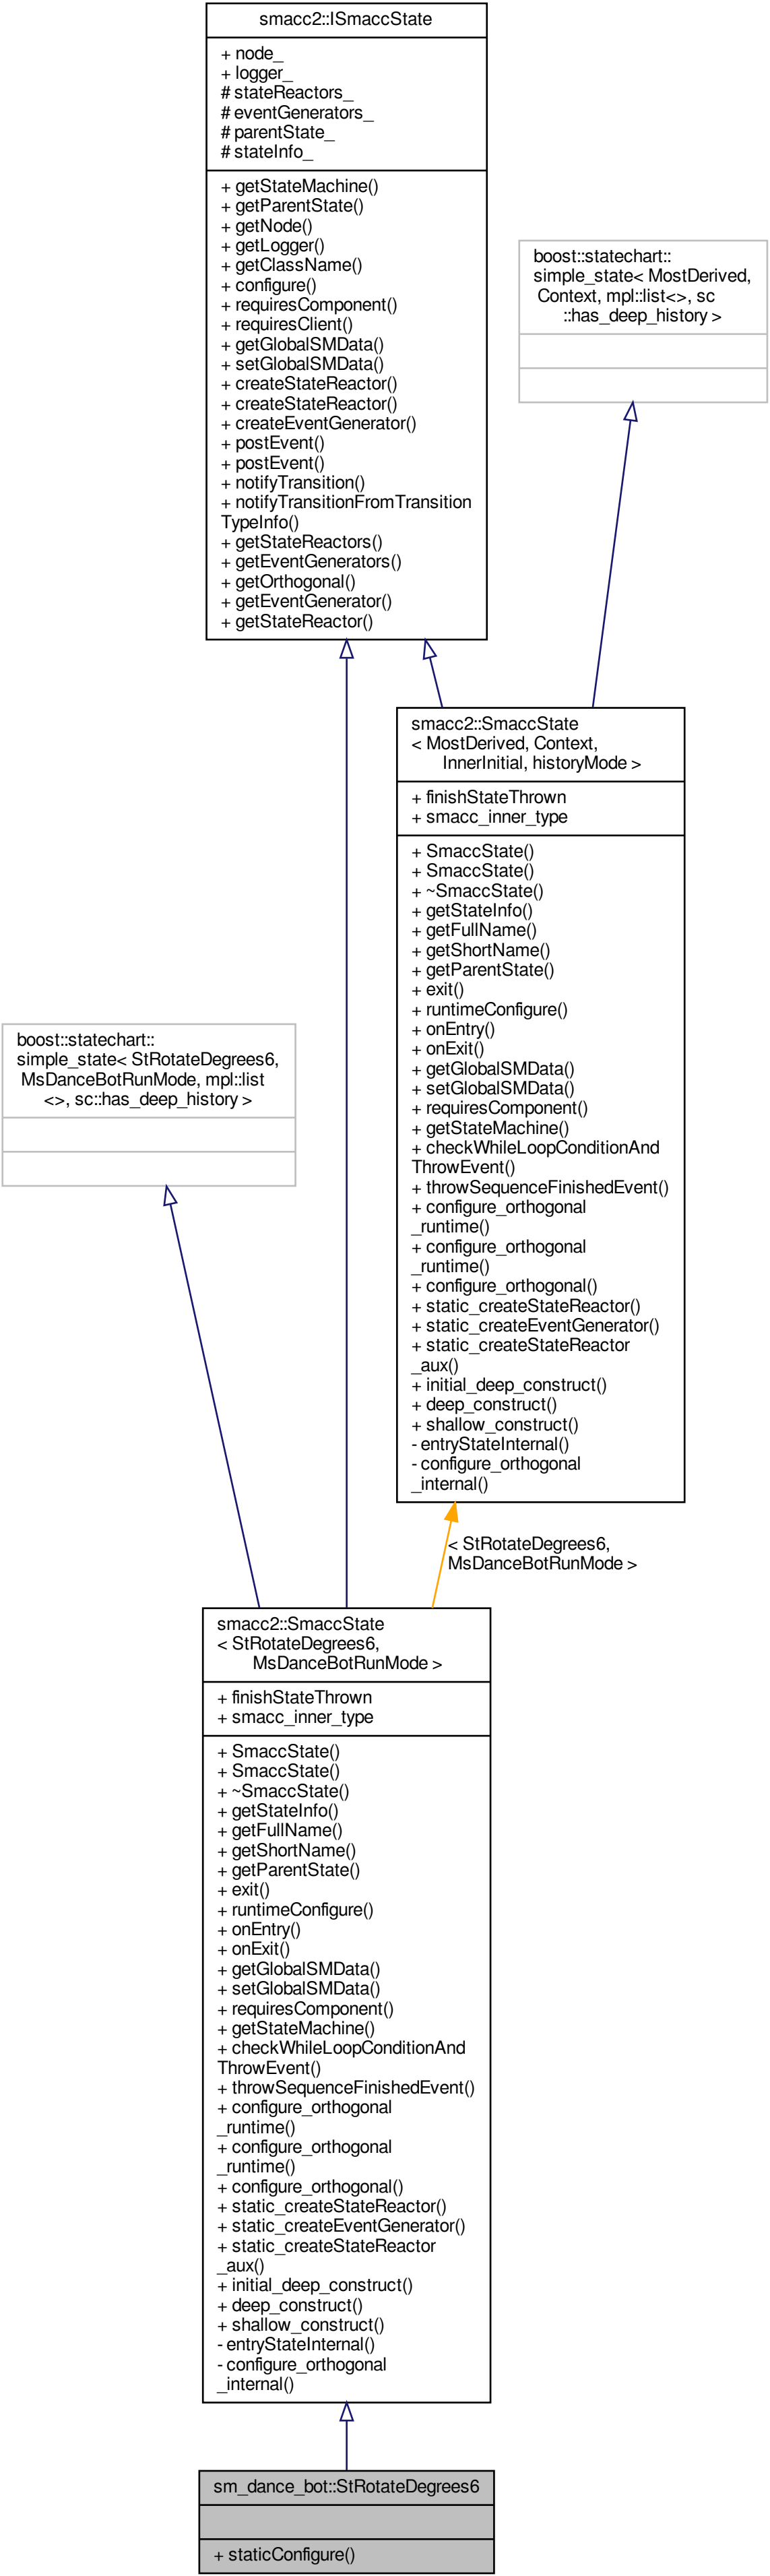 smacc2::ISmaccState
+ node_
+ logger_
# stateReactors_
# eventGenerators_
# parentState_
# stateInfo_
+ getStateMachine()
+ getParentState()
+ getNode()
+ getLogger()
+ getClassName()
+ configure()
+ requiresComponent()
+ requiresClient()
+ getGlobalSMData()
+ setGlobalSMData()
+ createStateReactor()
+ createStateReactor()
+ createEventGenerator()
+ postEvent()
+ postEvent()
+ notifyTransition()
+ notifyTransitionFromTransition
TypeInfo()
+ getStateReactors()
+ getEventGenerators()
+ getOrthogonal()
+ getEventGenerator()
+ getStateReactor()
boost::statechart::
simple_state< MostDerived,
Context, mpl::list<>, sc
::has_deep_history >
smacc2::SmaccState
< MostDerived, Context,
InnerInitial, historyMode >
+ finishStateThrown
+ smacc_inner_type
+ SmaccState()
+ SmaccState()
+ ~SmaccState()
+ getStateInfo()
+ getFullName()
+ getShortName()
+ getParentState()
+ exit()
+ runtimeConfigure()
+ onEntry()
+ onExit()
+ getGlobalSMData()
+ setGlobalSMData()
+ requiresComponent()
+ getStateMachine()
+ checkWhileLoopConditionAnd
ThrowEvent()
+ throwSequenceFinishedEvent()
+ configure_orthogonal
_runtime()
+ configure_orthogonal
_runtime()
+ configure_orthogonal()
+ static_createStateReactor()
+ static_createEventGenerator()
+ static_createStateReactor
_aux()
+ initial_deep_construct()
+ deep_construct()
+ shallow_construct()
- entryStateInternal()
- configure_orthogonal
_internal()
boost::statechart::
simple_state< StRotateDegrees6,
MsDanceBotRunMode, mpl::list
<>, sc::has_deep_history >
< StRotateDegrees6,
MsDanceBotRunMode >
smacc2::SmaccState
< StRotateDegrees6,
MsDanceBotRunMode >
+ finishStateThrown
+ smacc_inner_type
+ SmaccState()
+ SmaccState()
+ ~SmaccState()
+ getStateInfo()
+ getFullName()
+ getShortName()
+ getParentState()
+ exit()
+ runtimeConfigure()
+ onEntry()
+ onExit()
+ getGlobalSMData()
+ setGlobalSMData()
+ requiresComponent()
+ getStateMachine()
+ checkWhileLoopConditionAnd
ThrowEvent()
+ throwSequenceFinishedEvent()
+ configure_orthogonal
_runtime()
+ configure_orthogonal
_runtime()
+ configure_orthogonal()
+ static_createStateReactor()
+ static_createEventGenerator()
+ static_createStateReactor
_aux()
+ initial_deep_construct()
+ deep_construct()
+ shallow_construct()
- entryStateInternal()
- configure_orthogonal
_internal()
sm_dance_bot::StRotateDegrees6
+ staticConfigure()